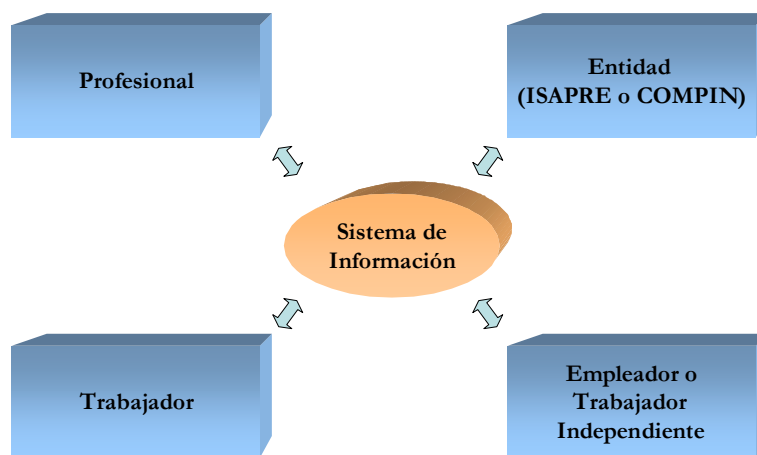 Profesional
Entidad
(ISAPRE o COMPIN)
Sistema de
Información
Trabajador
Empleador o
Trabajador
Independiente